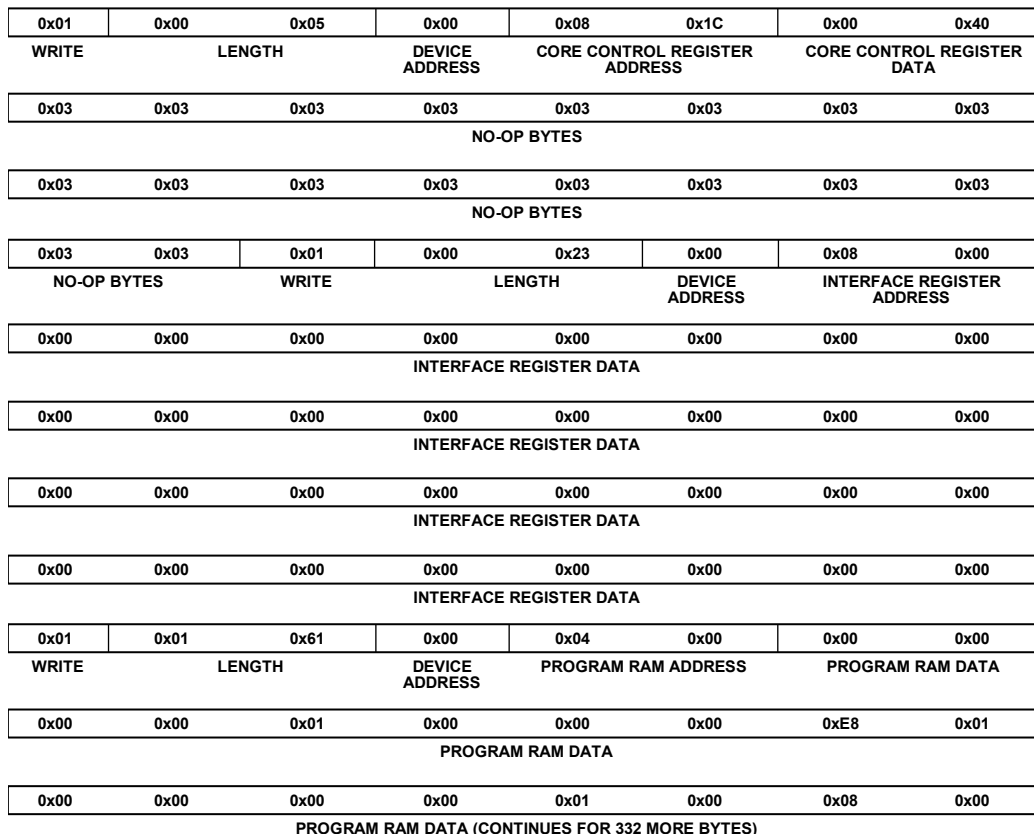 0x01 0x00 0x05 0x00 0x08 0x1C 0x00 0x40
WRITE LENGTH DEVICE ADDRESS CORE CONTROL REGISTER ADDRESS CORE CONTROL REGISTER DATA
0x03 0x03 0x03 0x03 0x03 0x03 0x03 0x03
NO-OP BYTES
0x03 0x03 0x03 0x03 0x03 0x03 0x03 0x03
NO-OP BYTES
0x03 0x03 0x01 0x00 0x23 0x00 0x08 0x00
NO-OP BYTES WRITE LENGTH DEVICE ADDRESS INTERFACE REGISTER ADDRESS
0x00 0x00 0x00 0x00 0x00 0x00 0x00 0x00
INTERFACE REGISTER DATA
0x00 0x00 0x00 0x00 0x00 0x00 0x00 0x00
INTERFACE REGISTER DATA
0x00 0x00 0x00 0x00 0x00 0x00 0x00 0x00
INTERFACE REGISTER DATA
0x00 0x00 0x00 0x00 0x00 0x00 0x00 0x00
INTERFACE REGISTER DATA
0x01 0x01 0x61 0x00 0x04 0x00 0x00 0x00
WRITE LENGTH DEVICE ADDRESS PROGRAM RAM ADDRESS PROGRAM RAM DATA
0x00 0x00 0x01 0x00 0x00 0x00 0xE8 0x01
PROGRAM RAM DATA
0x00 0x00 0x00 0x00 0x01 0x00 0x08 0x00
PROGRAM RAM DATA (CONTINUES FOR 332 MORE BYTES)